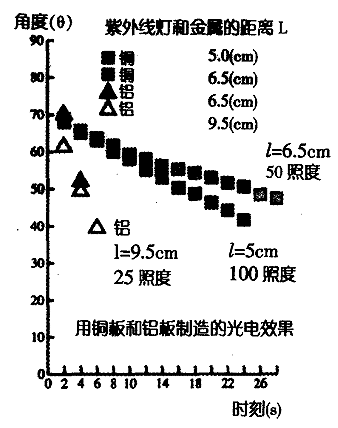 角度(θ)
紫外线灯和金属的距离 L
铜 5.0(cm)
铜 6.5(cm)
铝 6.5(cm)
铝 9.5(cm)
90
80
70
60
50
40
30
20
10
0
l=6.5cm
50 照度
铝
l=9.5cm
25 照度
l=5cm
100 照度
用铜板和铝板制造的光电效果
0 2 4 6 8 10 12 14 16 18 20 22 24 26 28
时刻(s)